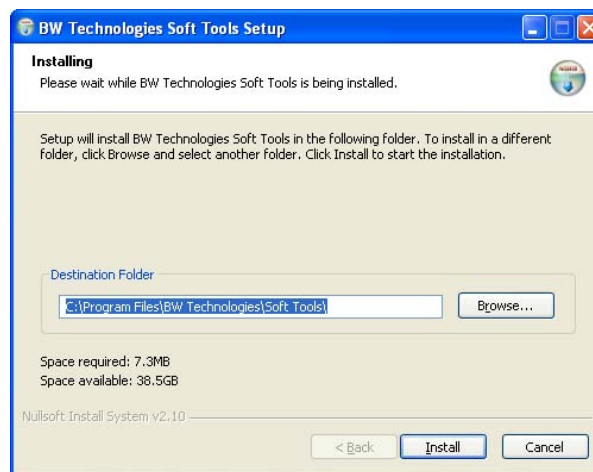 BW Technologies Soft Tools Setup
Installing
Please wait while BW Technologies Soft Tools is being installed.
Setup will install BW Technologies Soft Tools in the following folder. To install in a different
folder, click Browse and select another folder. Click Install to start the installation.
Destination Folder
C:\Program Files\BW Technologies\Soft Tools\
Browse...
Space required: 7.3MB
Space available: 38.5GB
Nullsoft Install System v2.10
< Back
Install
Cancel